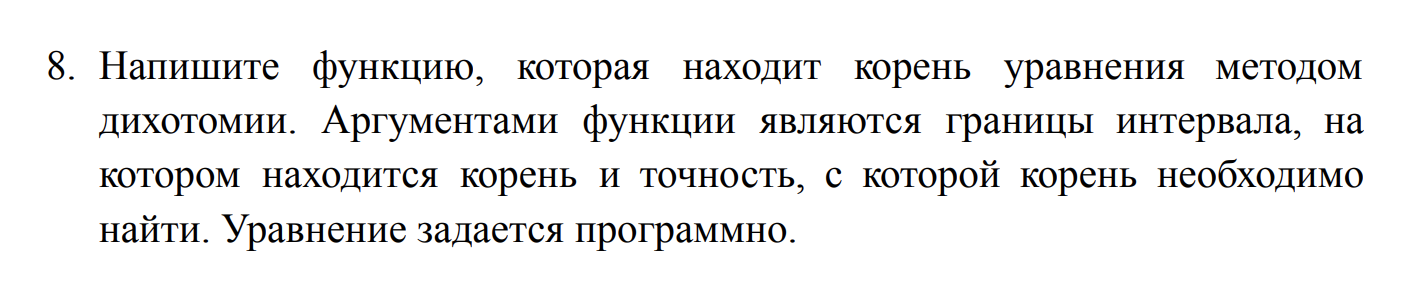 8. Напишите функцию, которая находит корень уравнения методом
дихотомии. Аргументами функции являются границы интервала, на
котором находится корень и точность, с которой корень необходимо
найти. Уравнение задается программно.